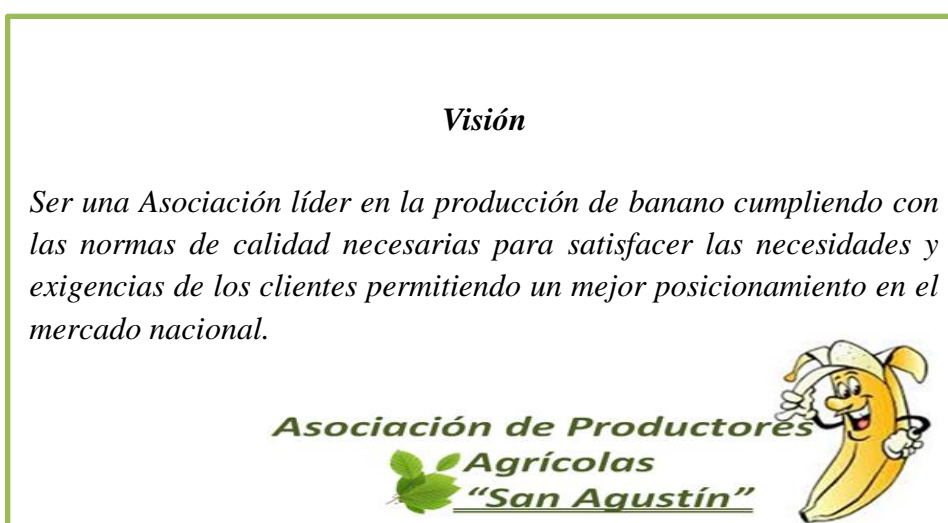 Visión
Ser una Asociación líder en la producción de banano cumpliendo con
las normas de calidad necesarias para satisfacer las necesidades y
exigencias de los clientes permitiendo un mejor posicionamiento en el
mercado nacional.
Asociación de Productores
Agrícolas
“San Agustín”